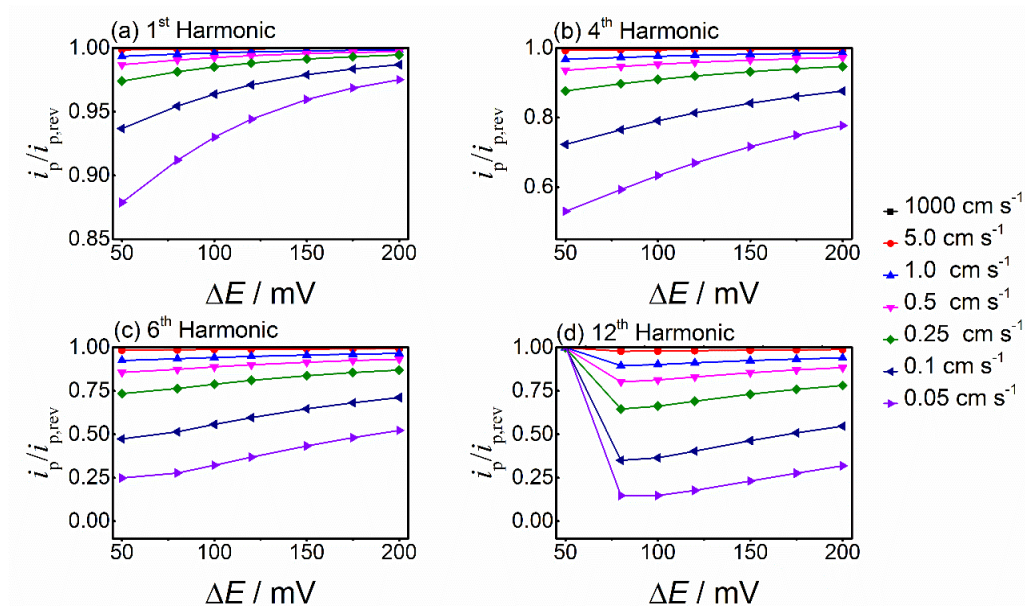 (a) 1st Harmonic
1.00
0.95
0.90
0.85
50 100 150 200
ip/ip,rev
ΔE / mV
(b) 4th Harmonic
1.0
0.8
0.6
50 100 150 200
ip/ip,rev
ΔE / mV
(c) 6th Harmonic
1.00
0.75
0.50
0.25
0.00
50 100 150 200
ip/ip,rev
ΔE / mV
(d) 12th Harmonic
1.00
0.75
0.50
0.25
0.00
50 100 150 200
ip/ip,rev
ΔE / mV
1000 cm s-1
5.0 cm s-1
1.0 cm s-1
0.5 cm s-1
0.25 cm s-1
0.1 cm s-1
0.05 cm s-1